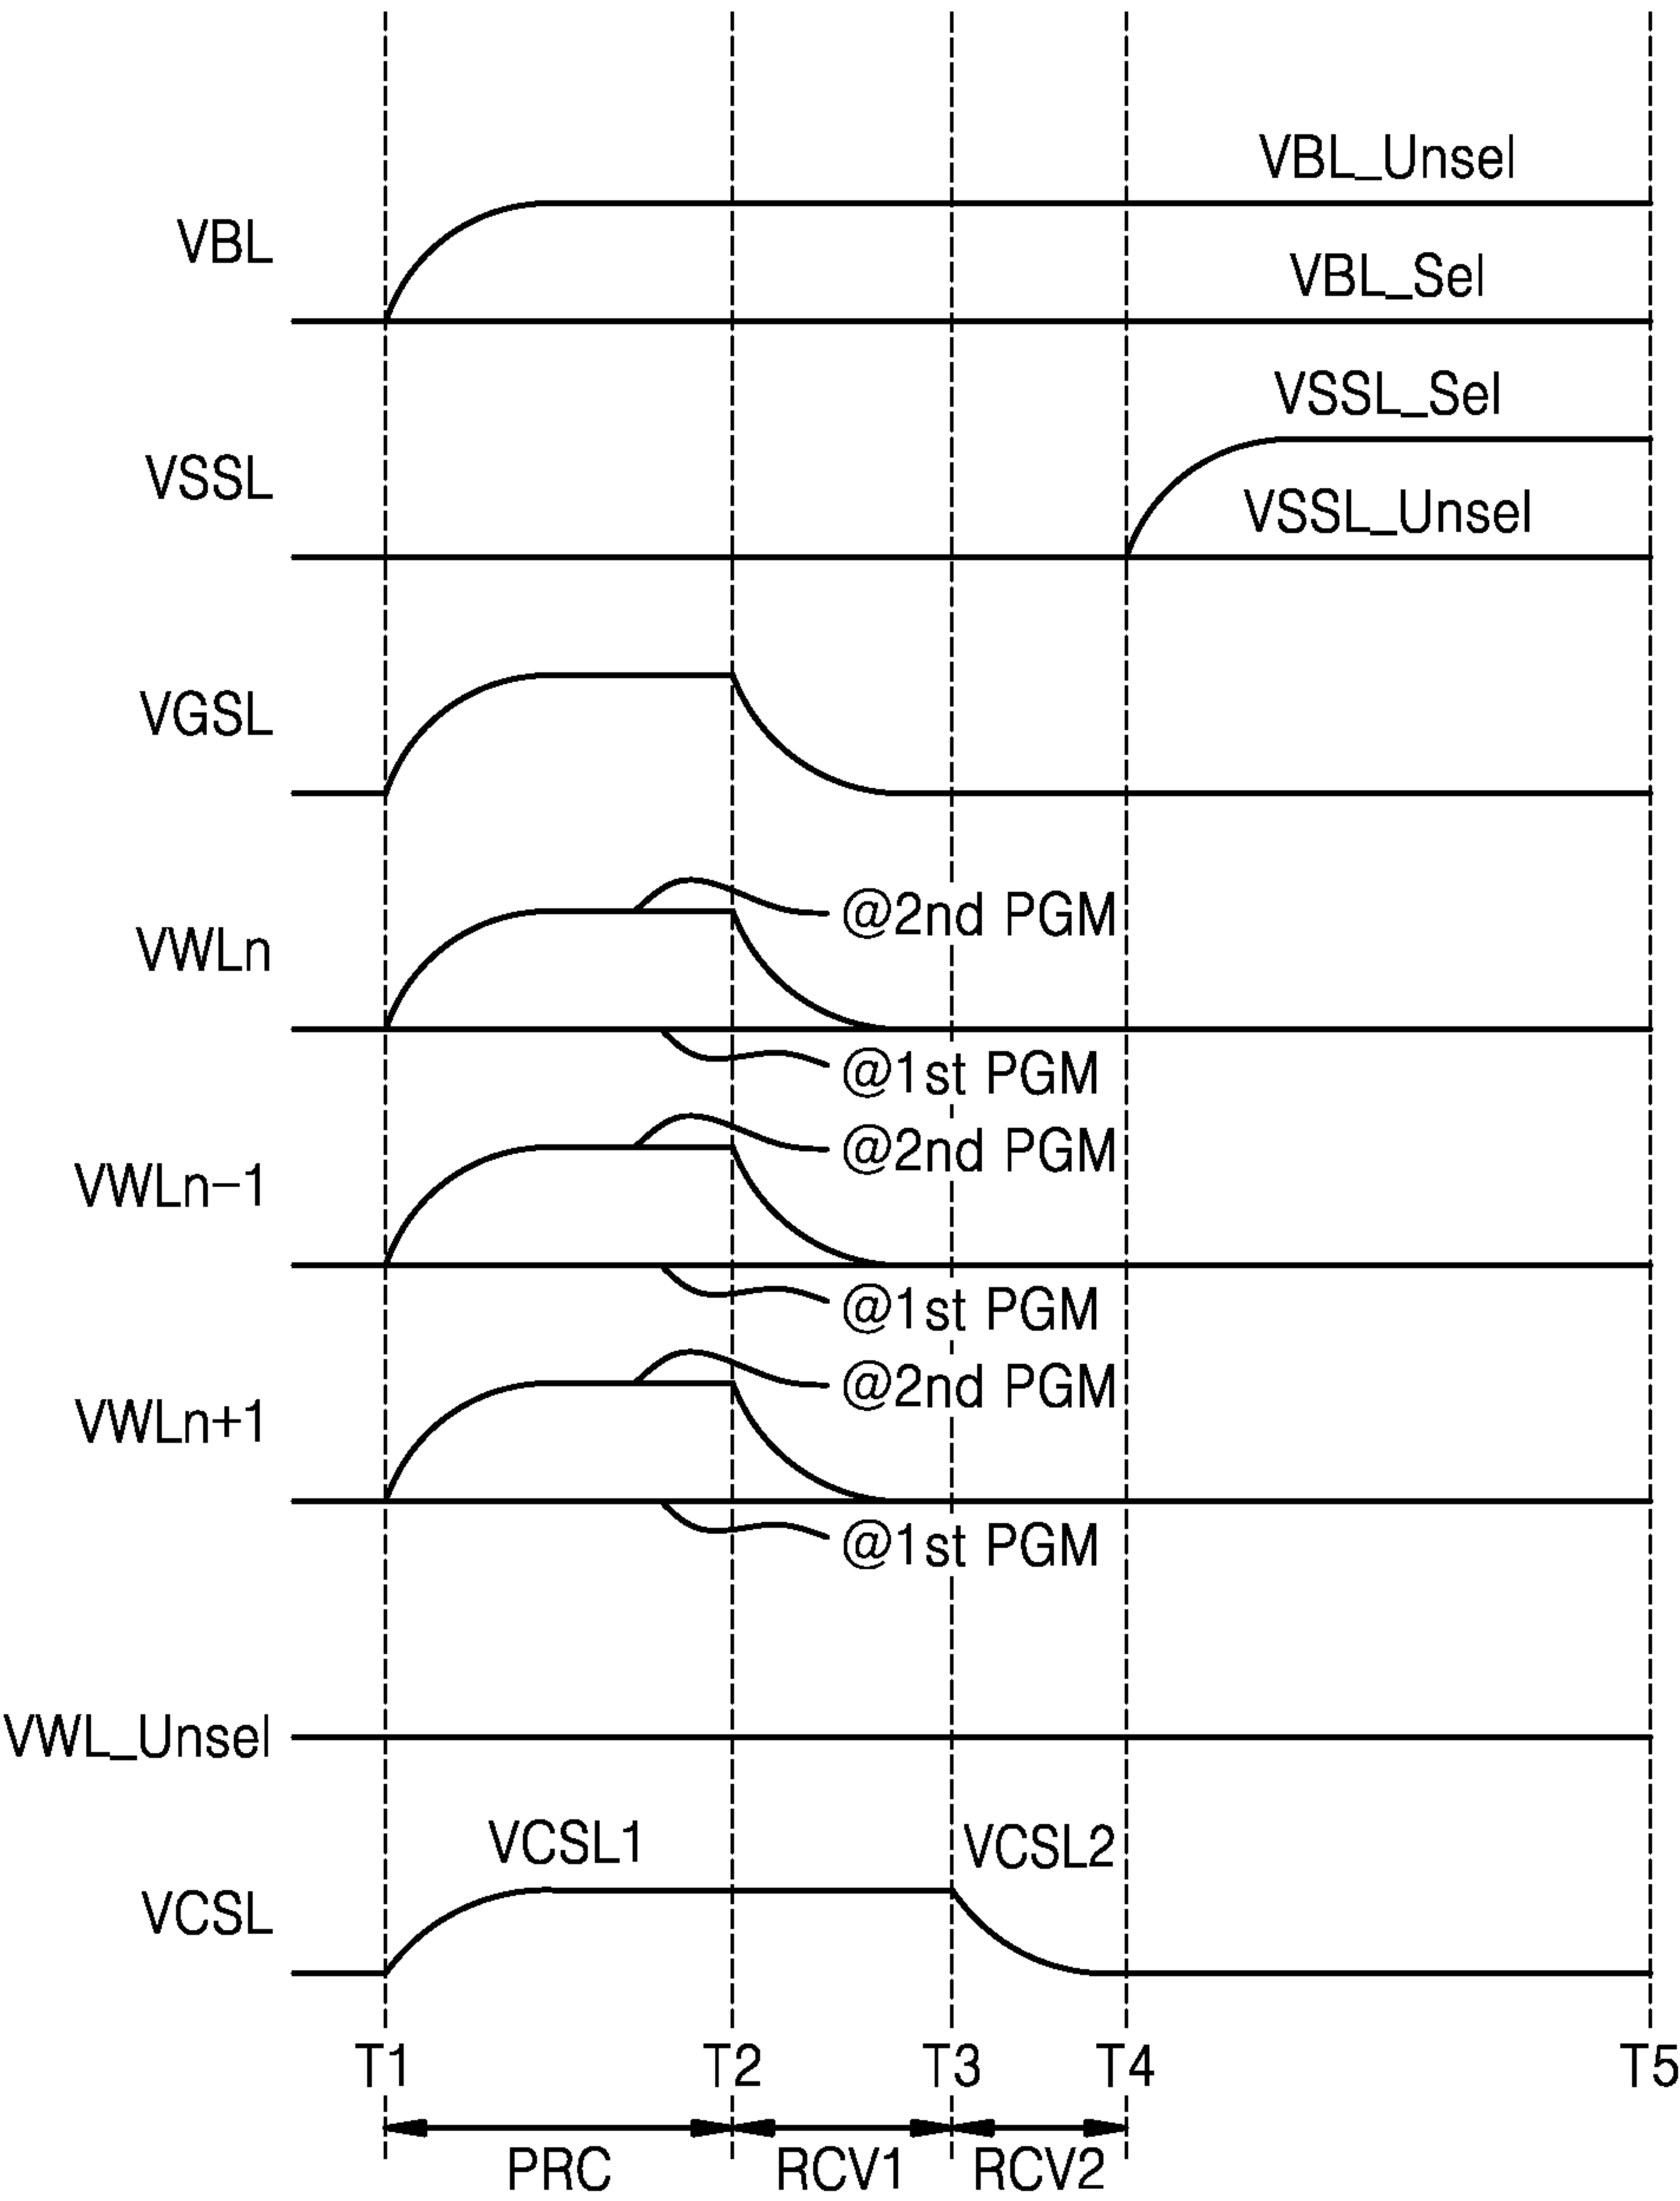 VBL_Unsel
VBL
VBL_Sel
VSSL_Sel
VSSL
VSSL_Unsel
VGSL
@2nd PGM
VWLn
@1st PGM
@2nd PGM
VWLn-1
@1st PGM
@2nd PGM
VWLn+1
@1st PGM
VWL_Unsel
VCSL1
VCSL2
VCSL
T1 T2 T3 T4 T5
PRC RCV1 RCV2